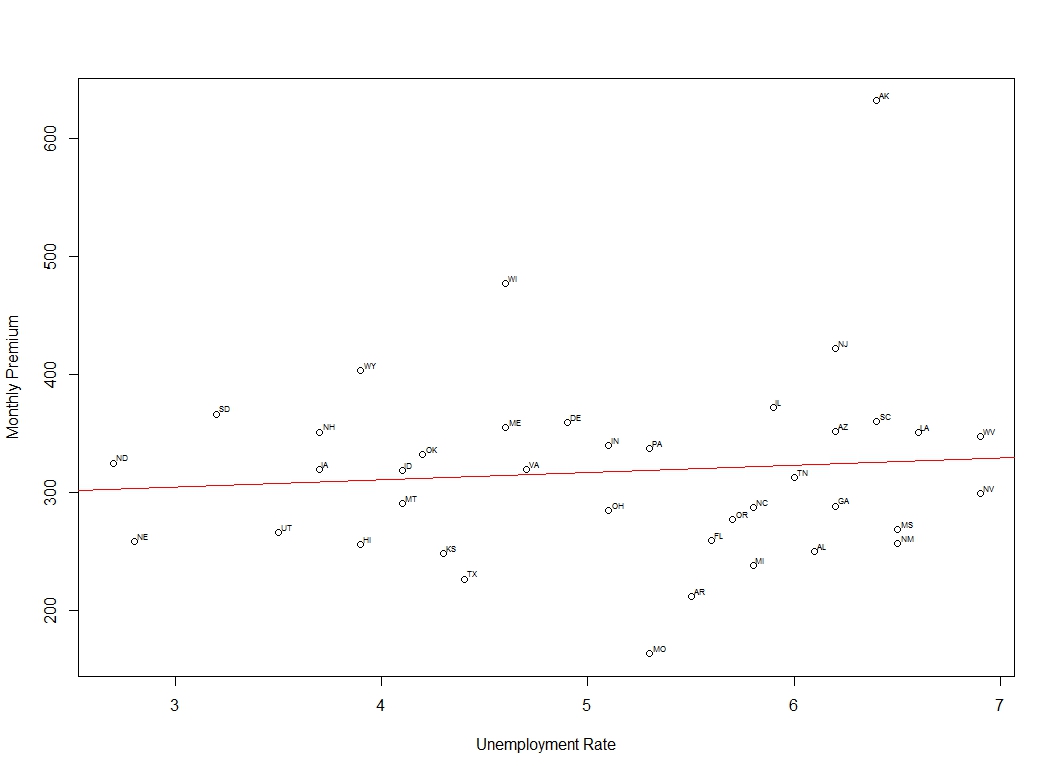 AK
600
500
WI
NJ
400
WY
IL
SD
SC
DE
ME
NH
AZ
LA
WV
IN
PA
OK
ND
IA
ID
VA
TN
300
NV
MT
GA
NC
OH
OR
UT
MS
NE
FL
HI
NM
KS
AL
MI
TX
AR
200
MO
Monthly Premium
3 4 5 6 7
Unemployment Rate